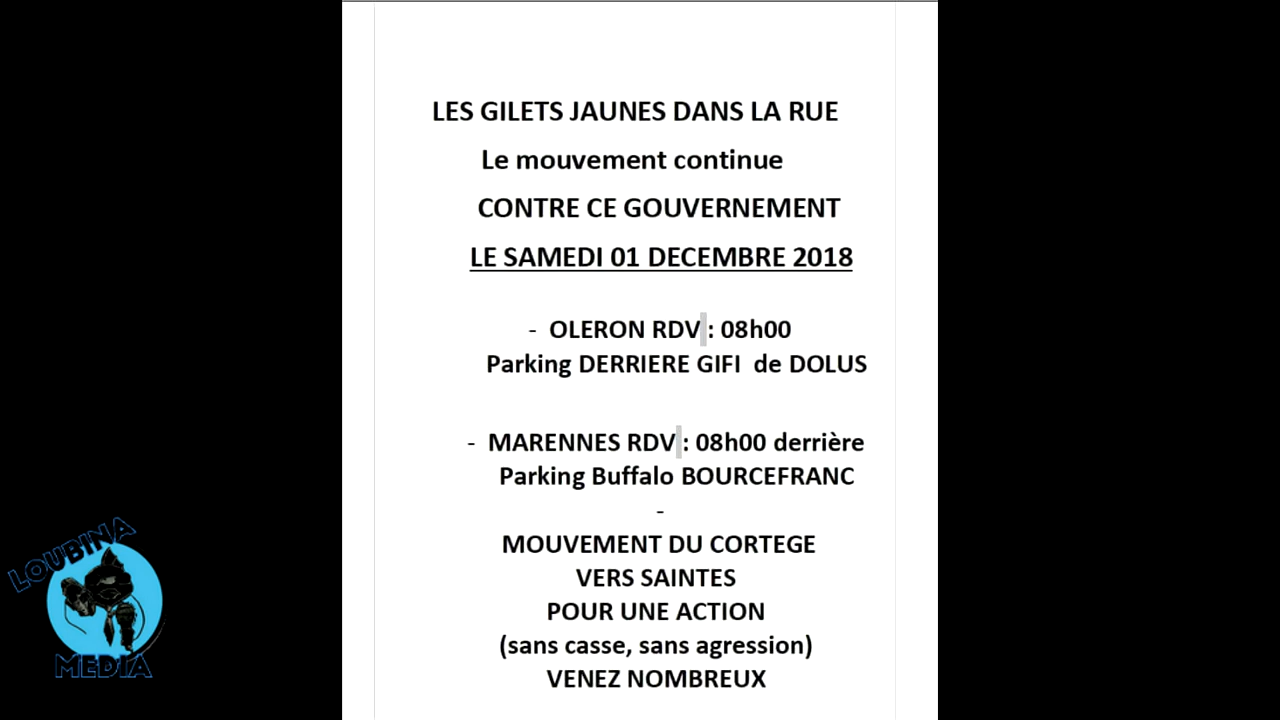 LES GILETS JAUNES DANS LA RUE
Le mouvement continue
CONTRE CE GOUVERNEMENT
LE SAMEDI 01 DECEMBRE 2018
- OLERON RDV : 08h00
Parking DERRIERE GIFI de DOLUS
- MARENNES RDV : 08h00 derrière
Parking Buffalo BOURCEFRANC
-
MOUVEMENT DU CORTEGE
VERS SAINTES
POUR UNE ACTION
(sans casse, sans agression)
VENEZ NOMBREUX
LOUBINA
MEDIA